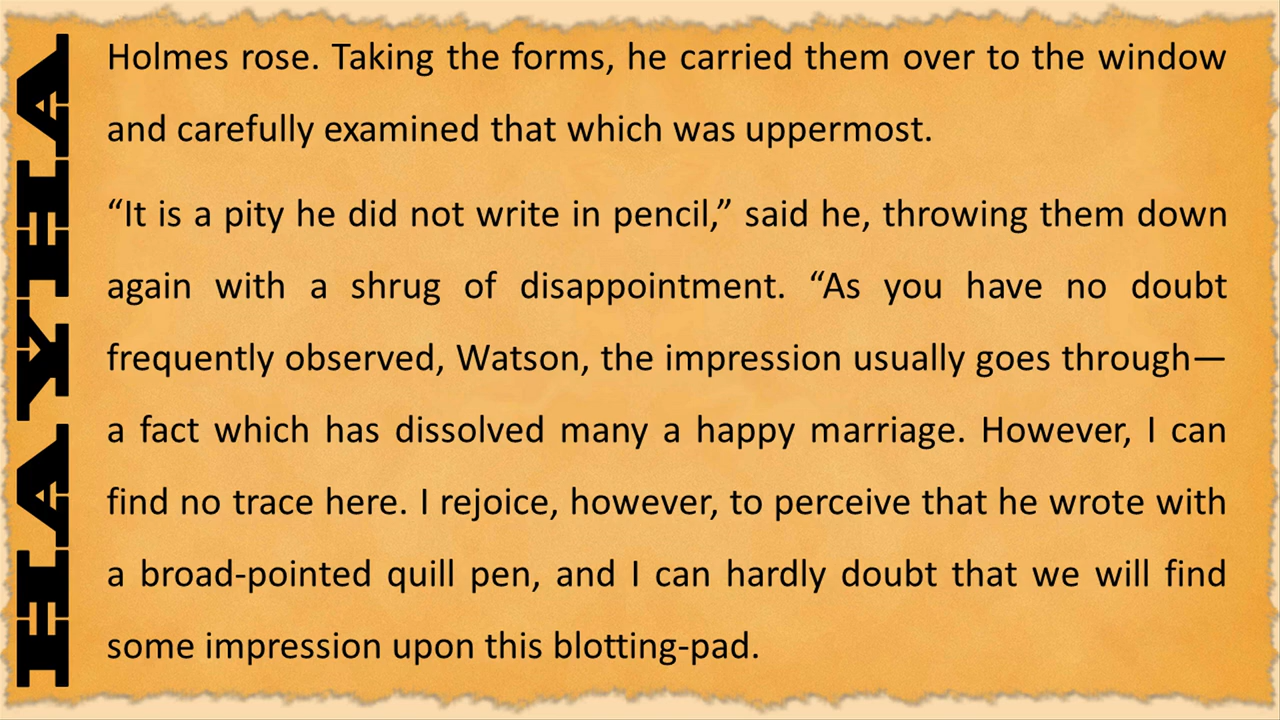 HAYHA
Holmes rose. Taking the forms, he carried them over to the window
and carefully examined that which was uppermost.
“It is a pity he did not write in pencil,” said he, throwing them down
again with a shrug of disappointment. “As you have no doubt
frequently observed, Watson, the impression usually goes through—
a fact which has dissolved many a happy marriage. However, I can
find no trace here. I rejoice, however, to perceive that he wrote with
a broad-pointed quill pen, and I can hardly doubt that we will find
some impression upon this blotting-pad.